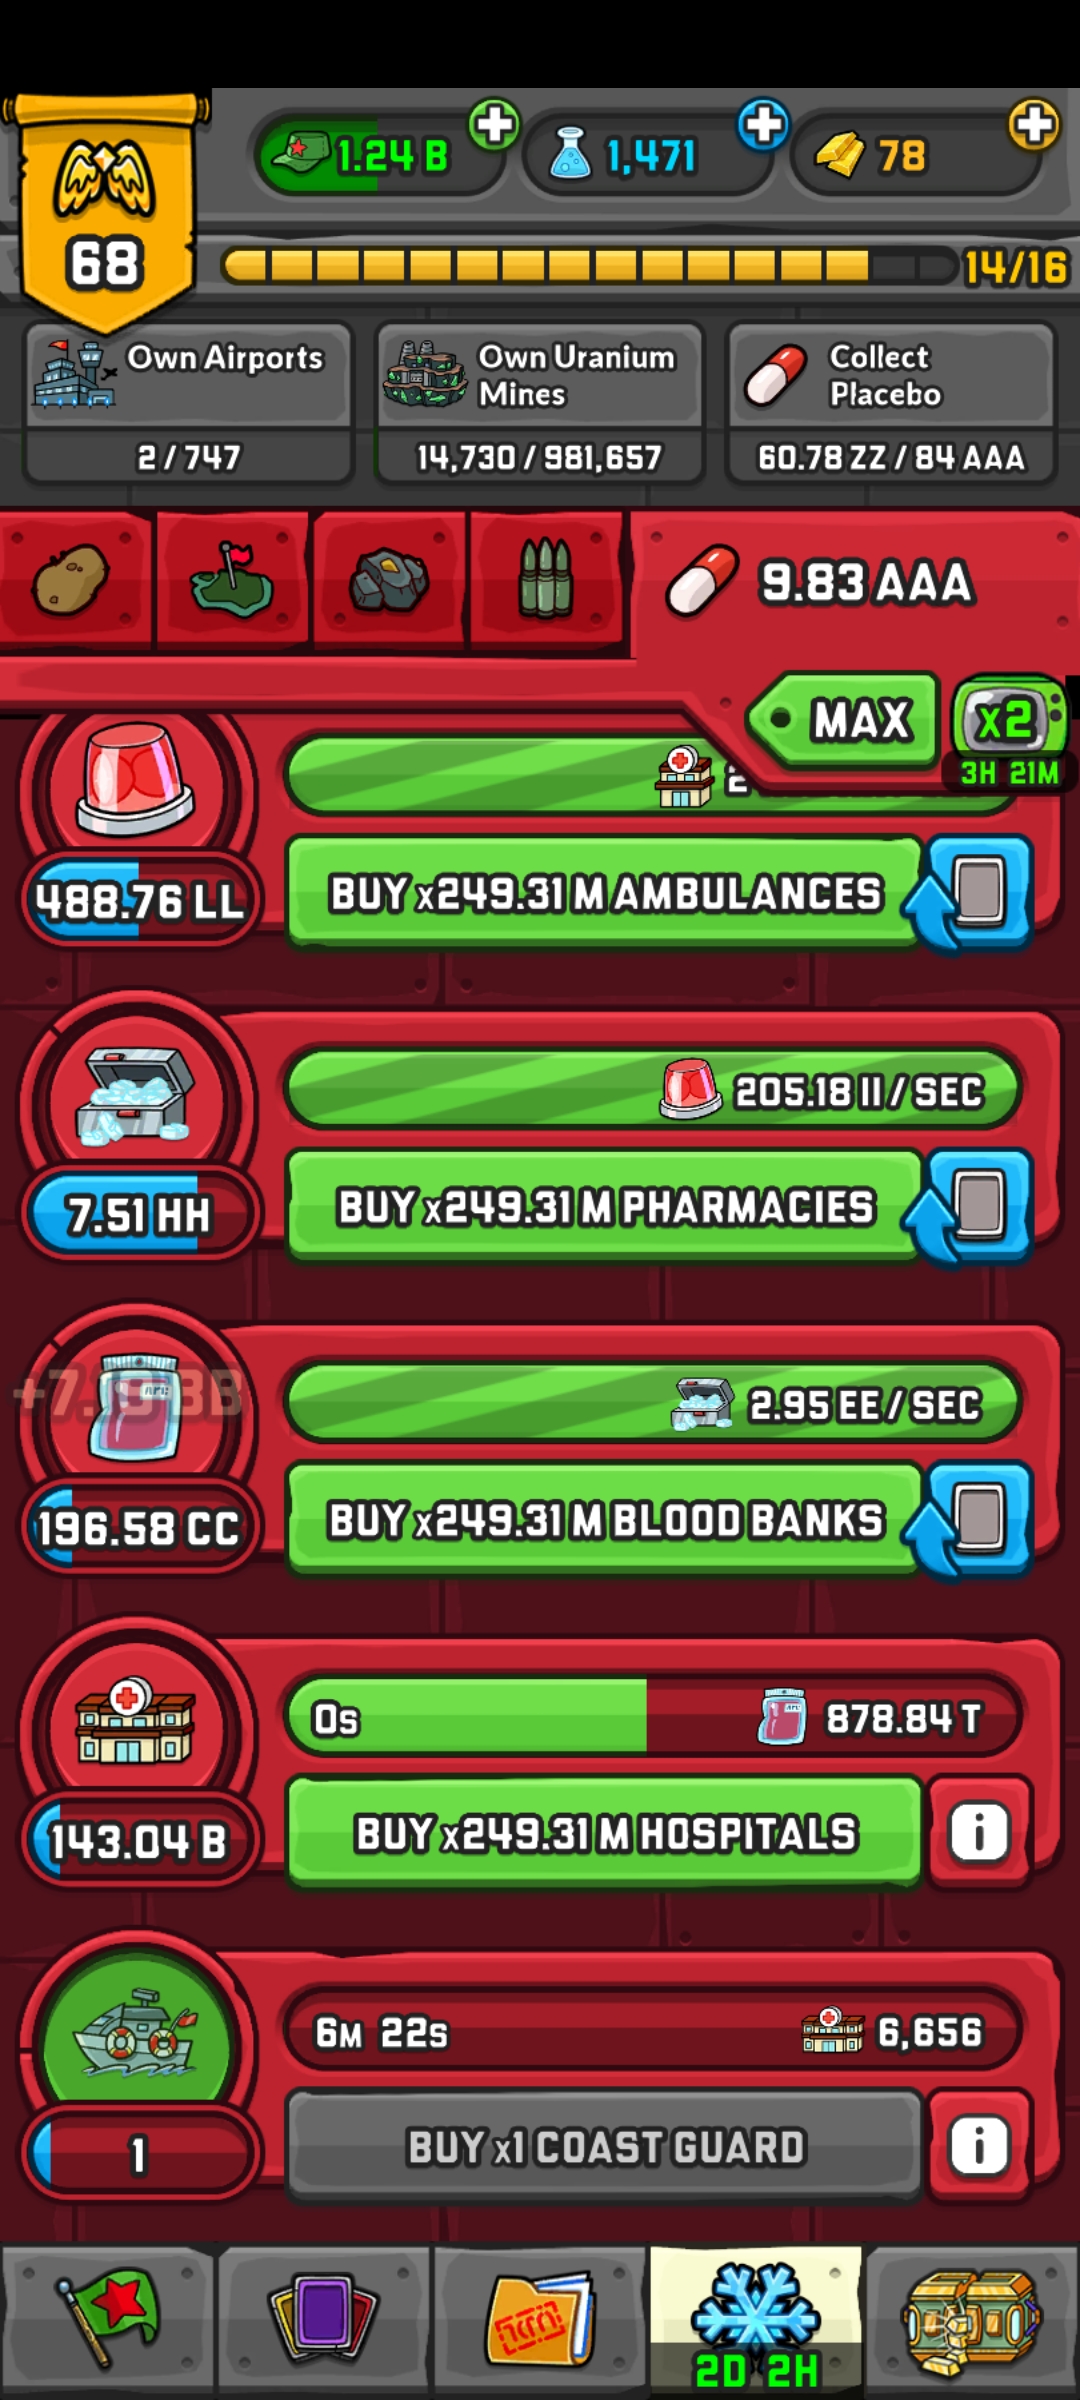 1.24 B
1,471
78
68
14/16
Own Airports
2 / 747
Own Uranium
Mines
14,730 / 981,657
Collect
Placebo
60.78 ZZ / 84 AAA
9.83 AAA
MAX
x2
3H 21M
488.76 LL
BUY x249.31 M AMBULANCES
205.18 II / SEC
7.51 HH
BUY x249.31 M PHARMACIES
2.95 EE / SEC
196.58 CC
BUY x249.31 M BLOOD BANKS
0s
878.84 T
143.04 B
BUY x249.31 M HOSPITALS
6M 22s
6,656
1
BUY x1 COAST GUARD
2D 2H